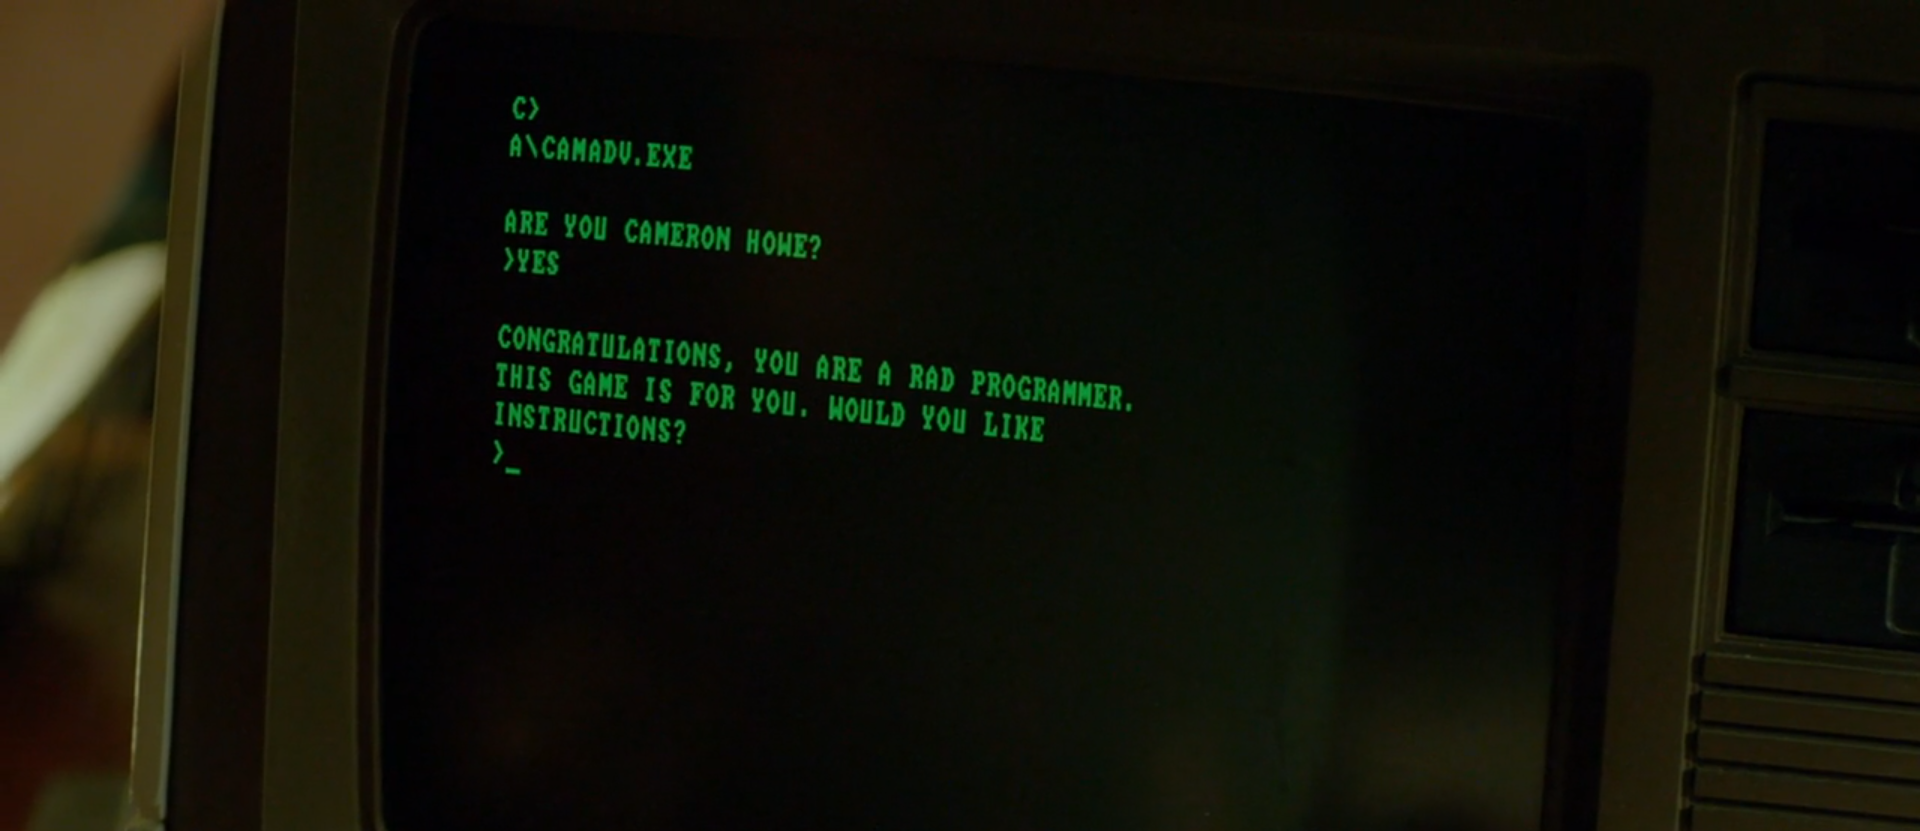 C>
A\CAMADV.EXE
ARE YOU CAMERON HOWE?
>YES
CONGRATULATIONS, YOU ARE A RAD PROGRAMMER.
THIS GAME IS FOR YOU. WOULD YOU LIKE
INSTRUCTIONS?
>_